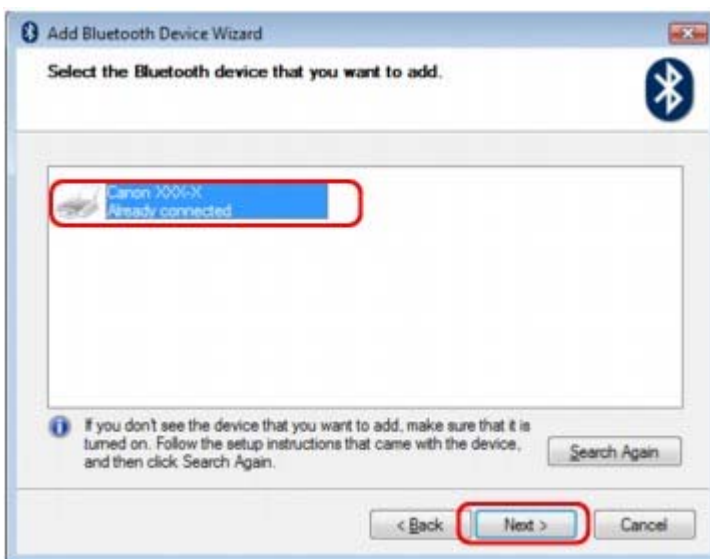 Add Bluetooth Device Wizard
Select the Bluetooth device that you want to add.
Canon XXX-X
Already connected
If you don't see the device that you want to add, make sure that it is
turned on. Follow the setup instructions that came with the device,
and then click Search Again.
Search Again
< Back
Next >
Cancel